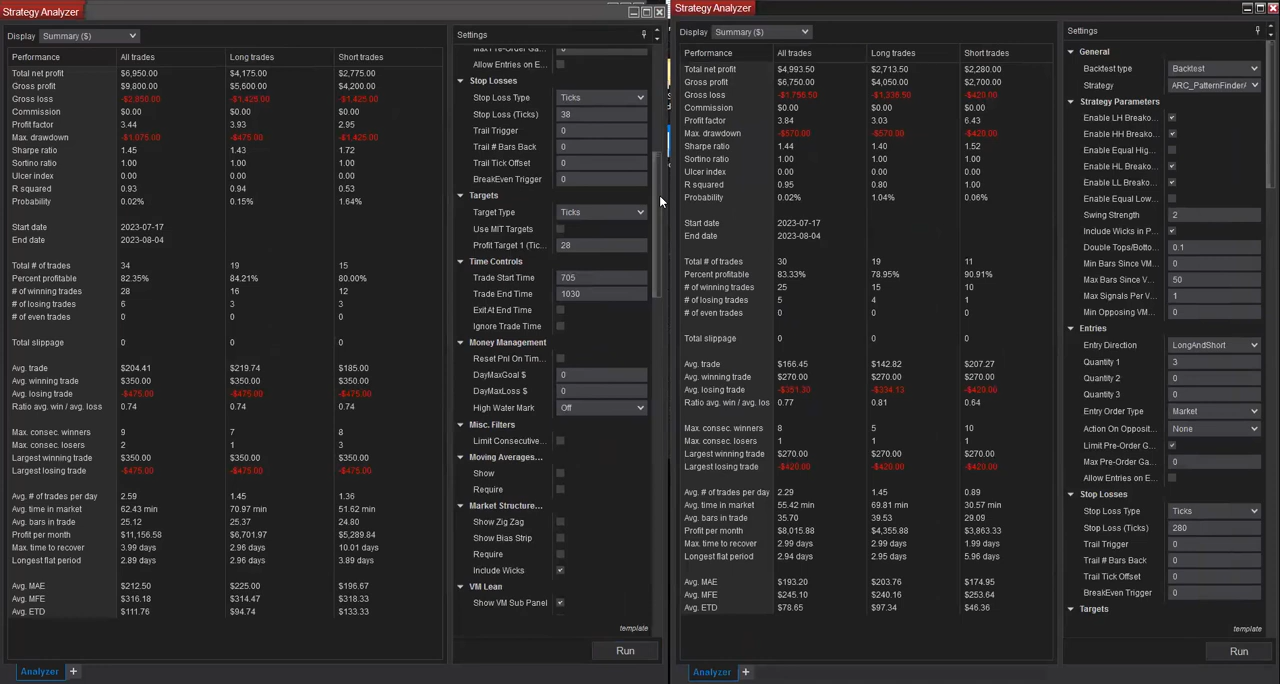 Strategy Analyzer
Display Summary ($)
Performance All trades Long trades Short trades
Total net profit $6,950.00 $4,175.00 $2,775.00
Gross profit $9,800.00 $5,600.00 $4,200.00
Gross loss -$2,850.00 -$1,425.00 -$1,425.00
Commission $0.00 $0.00 $0.00
Profit factor 3.44 3.93 2.95
Max. drawdown -$1,075.00 -$475.00 -$1,425.00
Sharpe ratio 1.45 1.43 1.72
Sortino ratio 1.00 1.00 1.00
Ulcer index 0.00 0.00 0.00
R squared 0.93 0.94 0.53
Probability 0.02% 0.15% 1.64%
Start date 2023-07-17
End date 2023-08-04
Total # of trades 34 19 15
Percent profitable 82.35% 84.21% 80.00%
# of winning trades 28 16 12
# of losing trades 6 3 3
# of even trades 0 0 0
Total slippage 0 0 0
Avg. trade $204.41 $219.74 $185.00
Avg. winning trade $350.00 $350.00 $350.00
Avg. losing trade -$475.00 -$475.00 -$475.00
Ratio avg. win / avg. loss 0.74 0.74 0.74
Max. consec. winners 9 7 8
Max. consec. losers 2 1 3
Largest winning trade $350.00 $350.00 $350.00
Largest losing trade -$475.00 -$475.00 -$475.00
Avg. # of trades per day 2.59 1.45 1.36
Avg. time in market 62.43 min 70.97 min 51.62 min
Avg. bars in trade 25.12 25.37 24.80
Profit per month $11,156.58 $6,701.97 $5,289.84
Max. time to recover 3.99 days 2.96 days 10.01 days
Longest flat period 2.89 days 2.96 days 3.89 days
Avg. MAE $212.50 $225.00 $196.67
Avg. MFE $316.18 $314.47 $318.33
Avg. ETD $111.76 $94.74 $133.33
Analyzer +
Settings
Max Pre-Order Ga... 0
Allow Entries on E...
Stop Losses
Stop Loss Type Ticks
Stop Loss (Ticks) 38
Trail Trigger 0
Trail # Bars Back 0
Trail Tick Offset 0
BreakEven Trigger 0
Targets
Target Type Ticks
Use MIT Targets
Profit Target 1 (Tic... 28
Time Controls
Trade Start Time 705
Trade End Time 1030
Exit At End Time
Ignore Trade Time
Money Management
Reset Pnl On Tim...
DayMaxGoal $ 0
DayMaxLoss $ 0
High Water Mark Off
Misc. Filters
Limit Consecutive...
Moving Averages...
Show
Require
Market Structure...
Show Zig Zag
Show Bias Strip
Require
Include Wicks
VM Lean
Show VM Sub Panel
template
Run
Strategy Analyzer
Display Summary ($)
Performance All trades Long trades Short trades
Total net profit $4,993.50 $2,713.50 $2,280.00
Gross profit $6,750.00 $4,050.00 $2,700.00
Gross loss -$1,756.50 -$1,336.50 -$420.00
Commission $0.00 $0.00 $0.00
Profit factor 3.84 3.03 6.43
Max. drawdown -$570.00 -$570.00 -$420.00
Sharpe ratio 1.44 1.40 1.52
Sortino ratio 1.00 1.00 1.00
Ulcer index 0.00 0.00 0.00
R squared 0.95 0.80 1.00
Probability 0.02% 1.04% 0.06%
Start date 2023-07-17
End date 2023-08-04
Total # of trades 30 19 11
Percent profitable 83.33% 78.95% 90.91%
# of winning trades 25 15 10
# of losing trades 5 4 1
# of even trades 0 0 0
Total slippage 0 0 0
Avg. trade $166.45 $142.82 $207.27
Avg. winning trade $270.00 $270.00 $270.00
Avg. losing trade -$351.30 -$334.13 -$420.00
Ratio avg. win / avg. los 0.77 0.81 0.64
Max. consec. winners 8 5 10
Max. consec. losers 1 1 1
Largest winning trade $270.00 $270.00 $270.00
Largest losing trade -$420.00 -$420.00 -$420.00
Avg. # of trades per day 2.29 1.45 0.89
Avg. time in market 55.42 min 69.81 min 30.57 min
Avg. bars in trade 35.70 39.53 29.09
Profit per month $8,015.88 $4,355.88 $3,863.33
Max. time to recover 2.99 days 2.99 days 1.99 days
Longest flat period 2.94 days 2.95 days 5.96 days
Avg. MAE $193.20 $203.76 $174.95
Avg. MFE $245.10 $240.16 $253.64
Avg. ETD $78.65 $97.34 $46.36
Analyzer +
Settings
General
Backtest type Backtest
Strategy ARC_PatternFinder
Strategy Parameters
Enable LH Breako...
Enable HH Breako...
Enable Equal Hig...
Enable HL Breako...
Enable LL Breako...
Enable Equal Low...
Swing Strength 2
Include Wicks in P...
Double Tops/Botto... 0.1
Min Bars Since VM... 0
Max Bars Since V... 50
Max Signals Per V... 1
Min Opposing VM... 0
Entries
Entry Direction LongAndShort
Quantity 1 3
Quantity 2 0
Quantity 3 0
Entry Order Type Market
Action On Opposit... None
Limit Pre-Order Ga...
Max Pre-Order Ga... 0
Allow Entries on E...
Stop Losses
Stop Loss Type Ticks
Stop Loss (Ticks) 280
Trail Trigger 0
Trail # Bars Back 0
Trail Tick Offset 0
BreakEven Trigger 0
Targets
template
Run